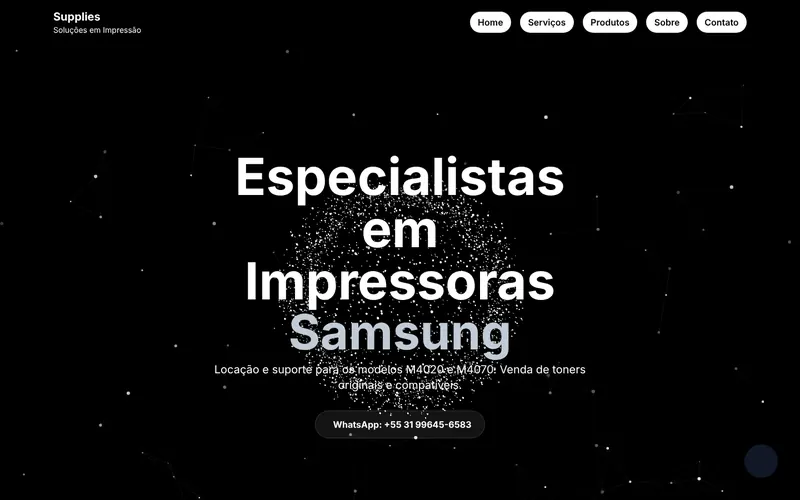 Supplies
Soluções em Impressão
Home
Serviços
Produtos
Sobre
Contato
Especialistas
em
Impressoras
Samsung
Locação e suporte para os modelos M4020 e M4070. Venda de toners
originais e compatíveis.
WhatsApp: +55 31 99645-6583